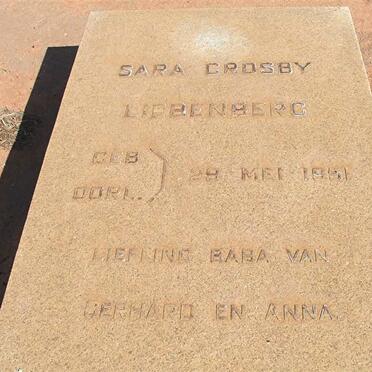 SARA CROSBY
LIEBENBERG
GEB
OORL.
29 MEI 1951
LIEFLING BABA VAN
GERHARD EN ANNA.